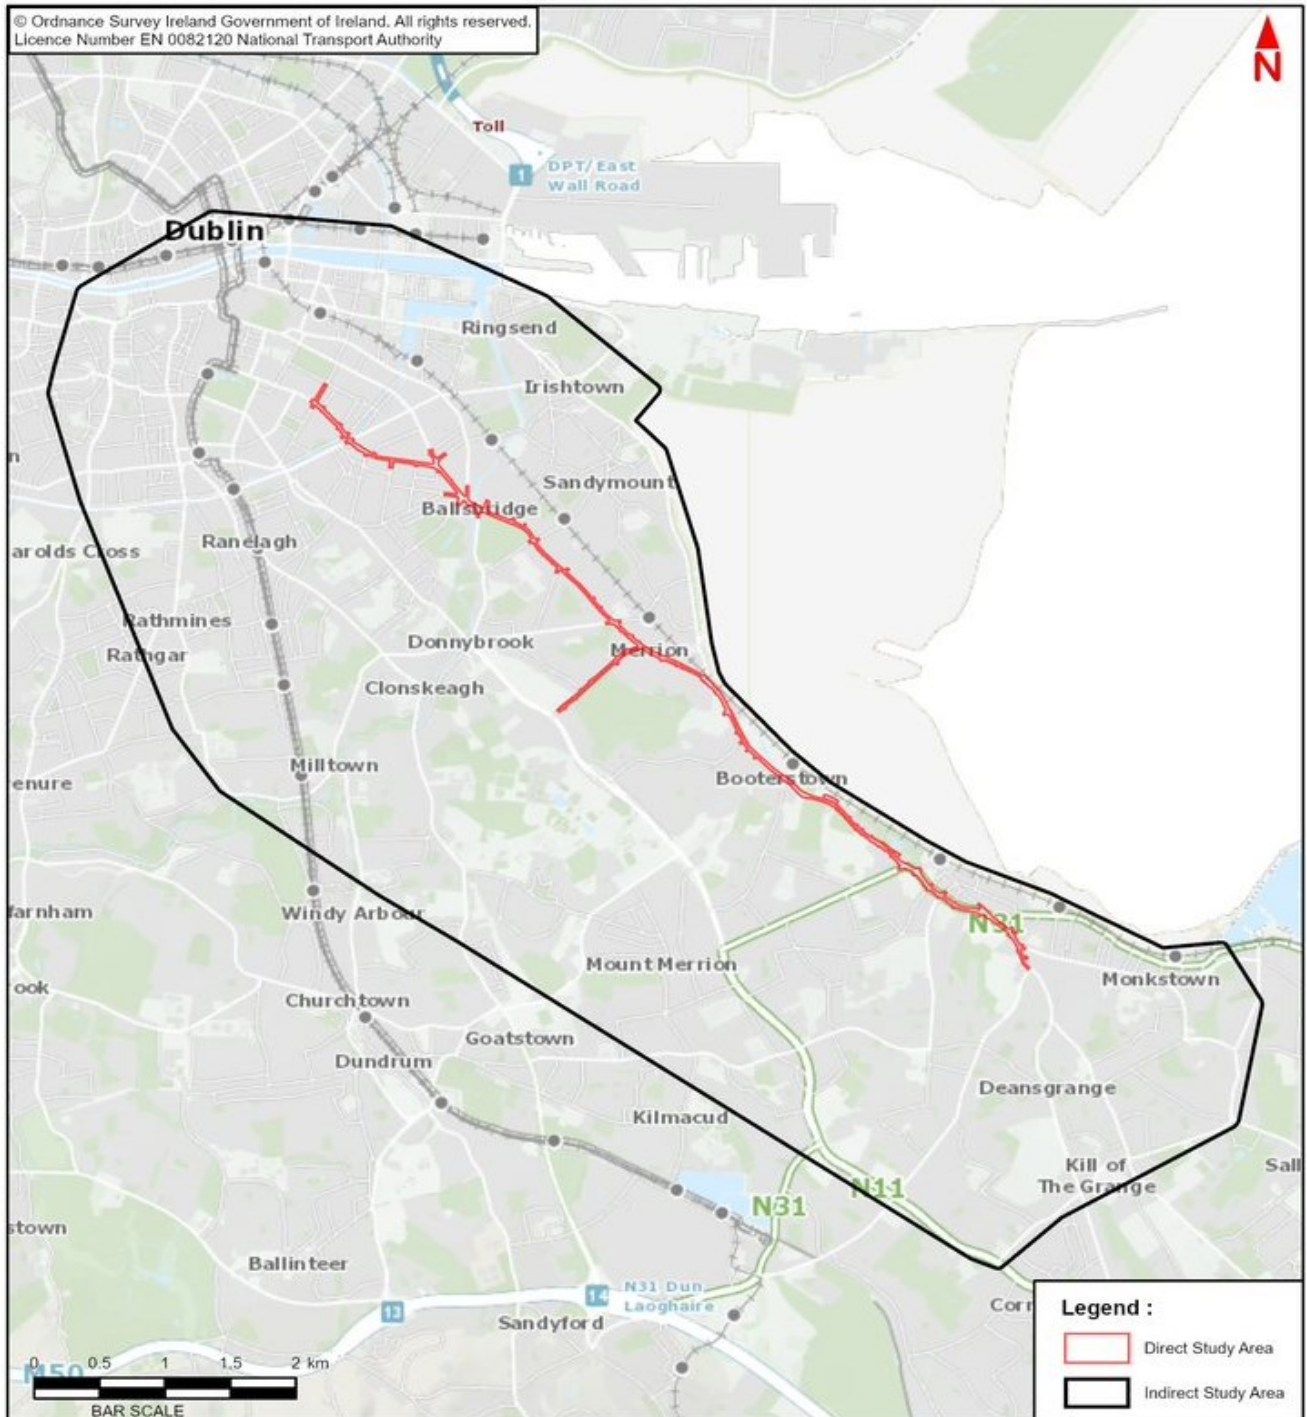 © Ordnance Survey Ireland Government of Ireland. All rights reserved.
Licence Number EN 0082120 National Transport Authority
N
Toll
1
DPT/East
Wall Road
Dublin
Ringsend
Irishtown
Sandymount
Ballsbridge
Ranelagh
arolds Cross
Rathmines
Rathgar
Donnybrook
Merrion
Clonskeagh
Milltown
Booterstown
enure
farnham
Windy Arbour
N31
Mount Merrion
Monkstown
ook
Churchtown
Goatstown
Dundrum
Deansgrange
Kilmacud
Kill of
The Grange
Sall
N11
N31
stown
Ballinteer
N31 Dun
Laoghaire
14
13
Sandyford
Corn
M50
0 0.5 1 1.5 2 km
BAR SCALE
Legend :
Direct Study Area
Indirect Study Area